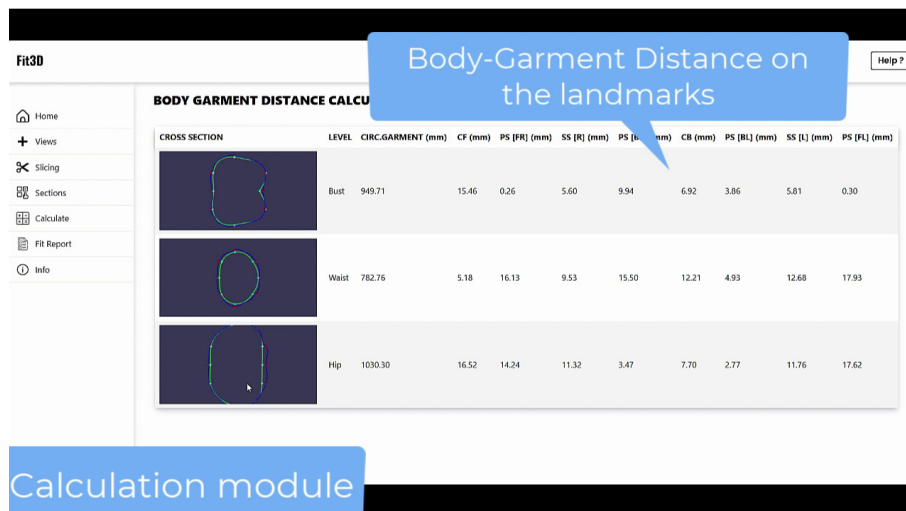 Body-Garment Distance on
the landmarks
Fit3D
Help ?
BODY GARMENT DISTANCE CALCU
Home
Views
Slicing
Sections
Calculate
Fit Report
Info
CROSS SECTION LEVEL CIRC.GARMENT (mm) CF (mm) PS [FR] (mm) SS [R] (mm) PS [ mm) CB (mm) PS [BL] (mm) SS [L] (mm) PS [FL] (mm)
Bust 949.71 15.46 0.26 5.60 9.94 6.92 3.86 5.81 0.30
Waist 782.76 5.18 16.13 9.53 15.50 12.21 4.93 12.68 17.93
Hip 1030.30 16.52 14.24 11.32 3.47 7.70 2.77 11.76 17.62
Calculation module